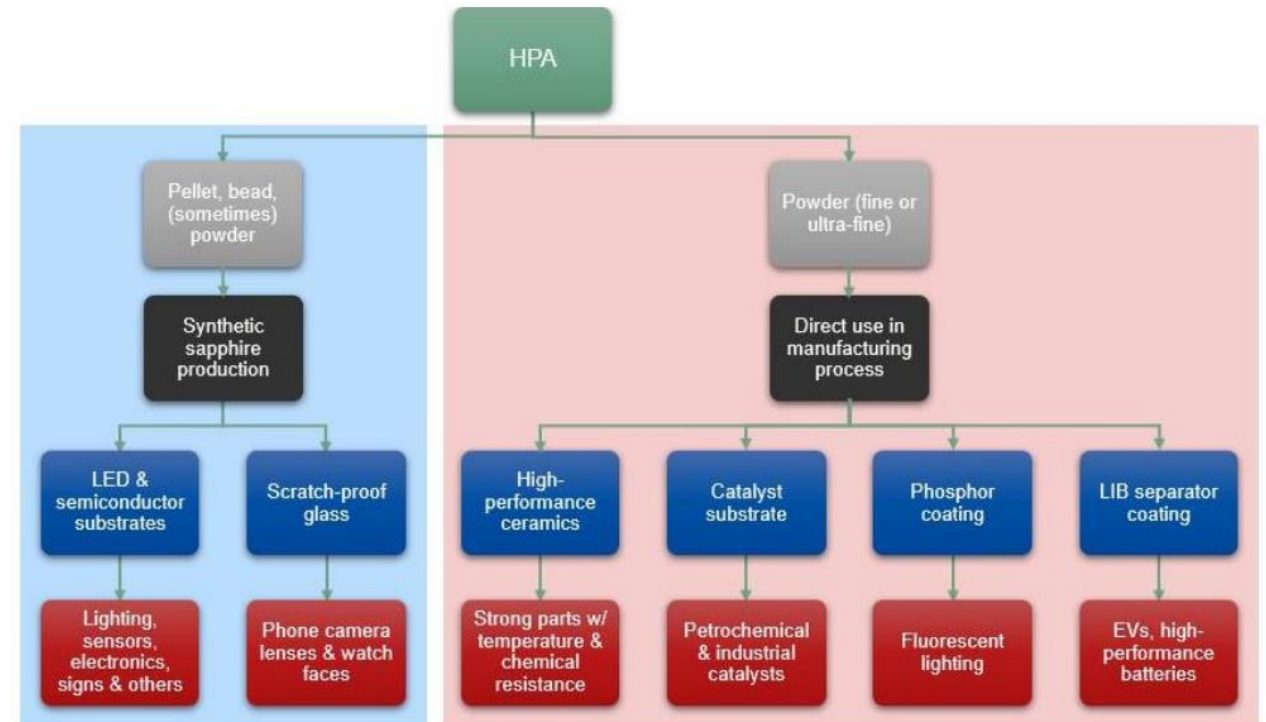 HPA
Pellet, bead,
(sometimes)
powder
Powder (fine or
ultra-fine)
Synthetic
sapphire
production
Direct use in
manufacturing
process
LED &
semiconductor
substrates
Scratch-proof
glass
High-
performance
ceramics
Catalyst
substrate
Phosphor
coating
LIB separator
coating
Lighting,
sensors,
electronics,
signs & others
Phone camera
lenses & watch
faces
Strong parts w/
temperature &
chemical
resistance
Petrochemical
& industrial
catalysts
Fluorescent
lighting
EVs, high-
performance
batteries